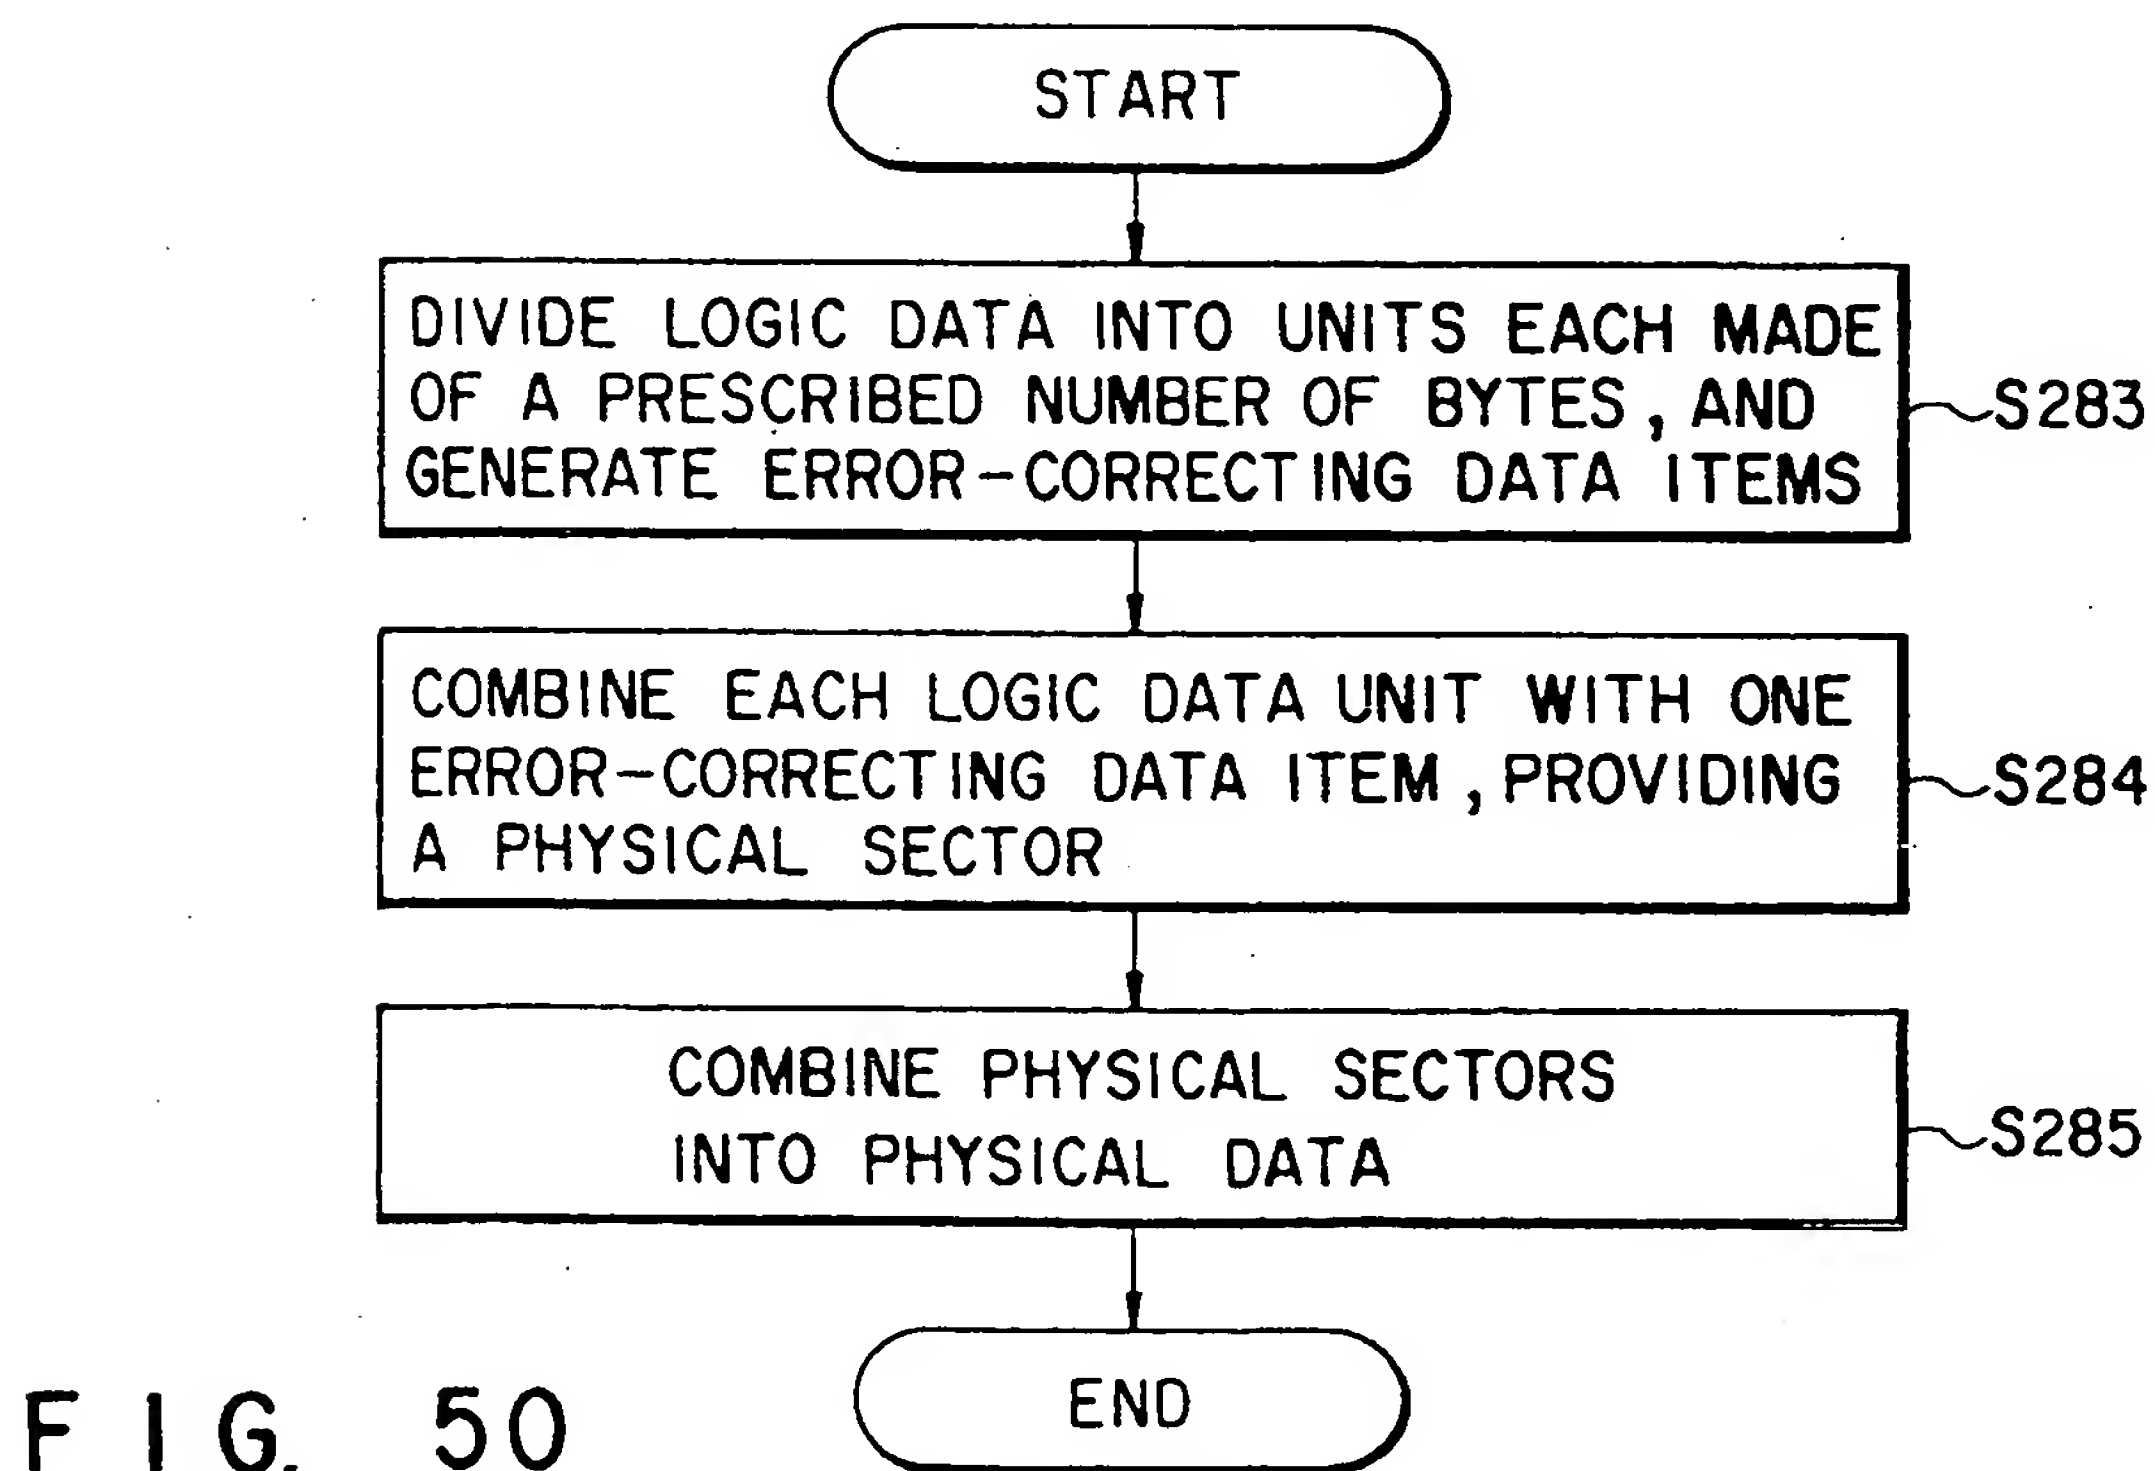 START
DIVIDE LOGIC DATA INTO UNITS EACH MADE
OF A PRESCRIBED NUMBER OF BYTES, AND
GENERATE ERROR-CORRECTING DATA ITEMS
S283
COMBINE EACH LOGIC DATA UNIT WITH ONE
ERROR-CORRECTING DATA ITEM, PROVIDING
A PHYSICAL SECTOR
S284
COMBINE PHYSICAL SECTORS
INTO PHYSICAL DATA
S285
END
FIG. 50